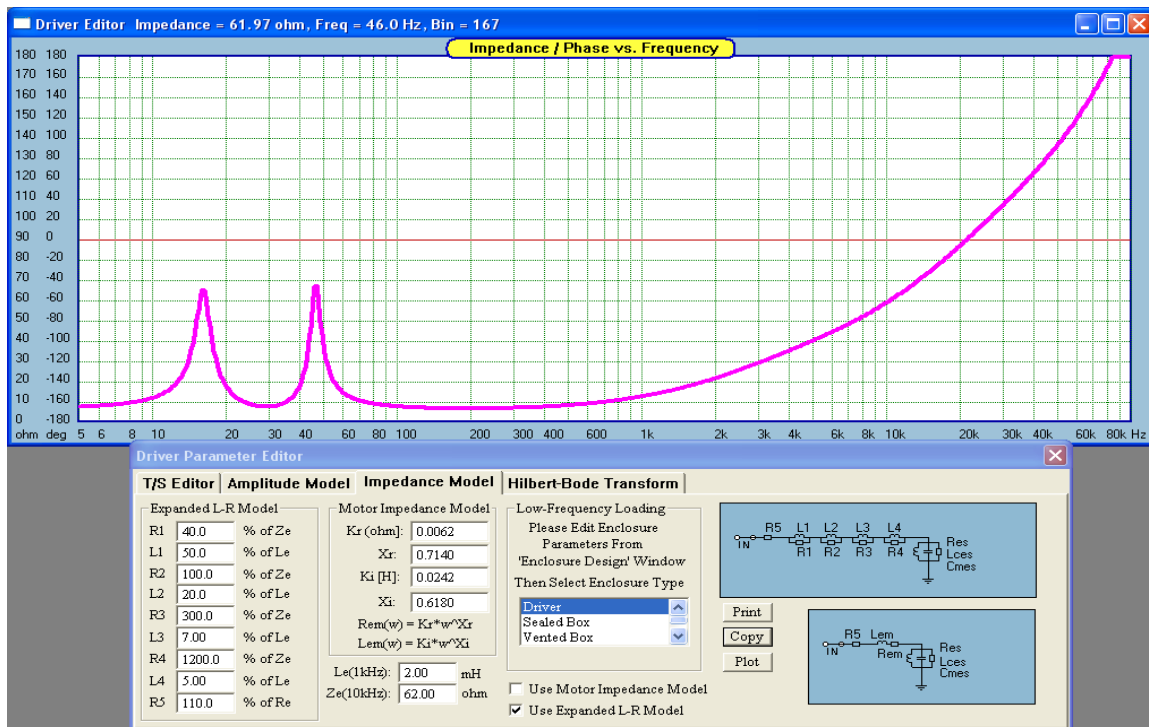 Driver Editor Impedance = 61.97 ohm, Freq = 46.0 Hz, Bin = 167
Impedance / Phase vs. Frequency
180 180
170 160
160 140
150 120
140 100
130 80
120 60
110 40
100 20
90 0
80 -20
70 -40
60 -60
50 -80
40 -100
30 -120
20 -140
10 -160
0 -180
ohm deg 5 6 8 10 20 30 40 60 80 100 200 300 400 600 1k 2k 3k 4k 6k 8k 10k 20k 30k 40k 60k 80k Hz
Driver Parameter Editor
T/S Editor Amplitude Model Impedance Model Hilbert-Bode Transform
Expanded L-R Model
R1 40.0 % of Ze
L1 50.0 % of Le
R2 100.0 % of Ze
L2 20.0 % of Le
R3 300.0 % of Ze
L3 7.00 % of Le
R4 1200.0 % of Ze
L4 5.00 % of Le
R5 110.0 % of Re
Motor Impedance Model
Kr (ohm]: 0.0062
Xr: 0.7140
Ki [H]: 0.0242
Xi: 0.6180
Rem(w) = Kr*w^Xr
Lem(w) = Ki*w^Xi
Le(1kHz): 2.00 mH
Ze(10kHz): 62.00 ohm
Low-Frequency Loading
Please Edit Enclosure
Parameters From
'Enclosure Design' Window
Then Select Enclosure Type
Driver
Sealed Box
Vented Box
Use Motor Impedance Model
Use Expanded L-R Model
Print
Copy
Plot
R5 L1 L2 L3 L4
IN R1 R2 R3 R4
Res
Lces
Cmes
R5 Lem
IN Rem
Res
Lces
Cmes